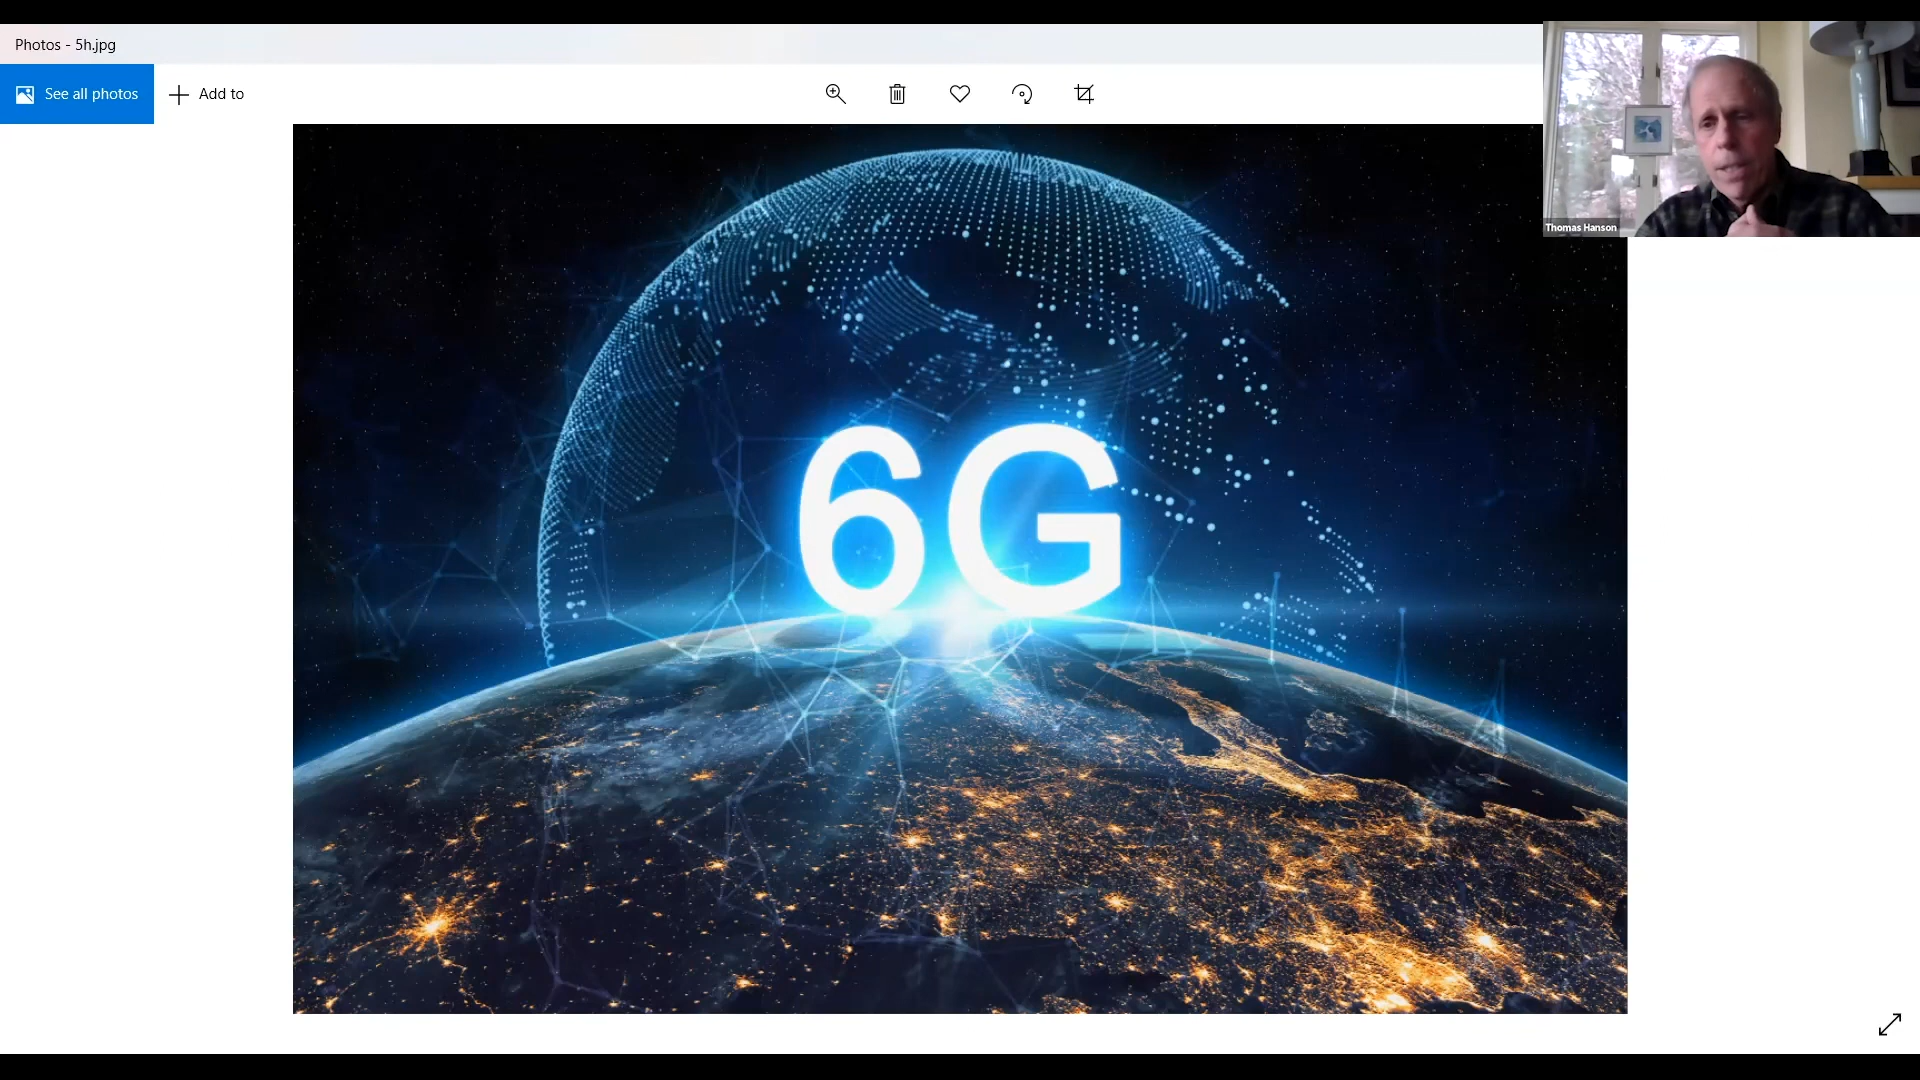 Photos - 5h.jpg
See all photos
Add to
Thomas Hanson
6G